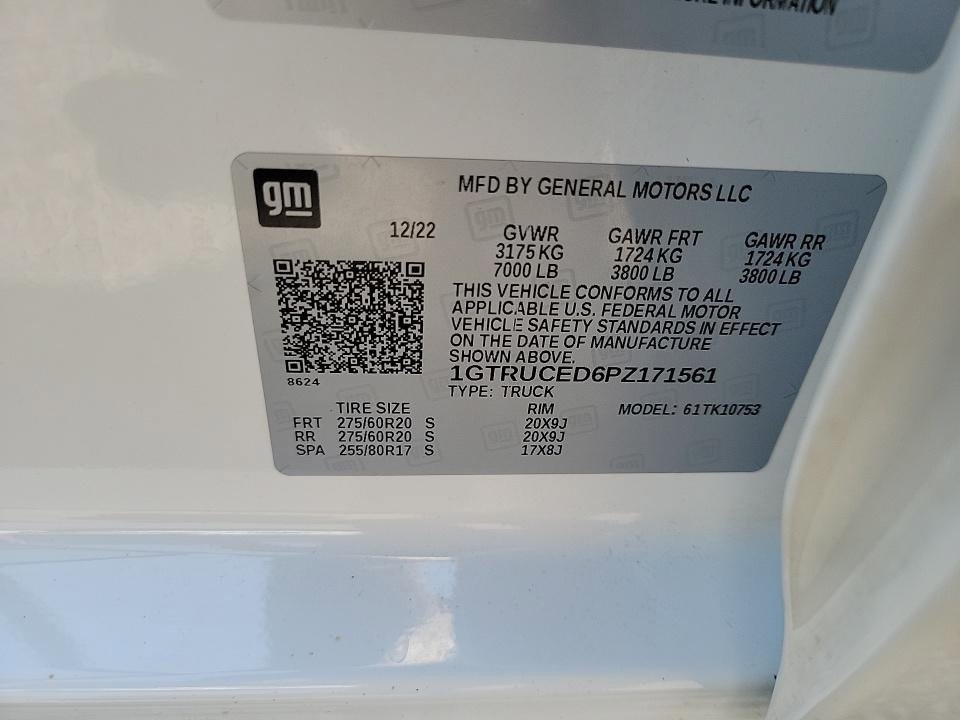 INFORMATION
gm
MFD BY GENERAL MOTORS LLC
12/22
GVWR GAWR FRT GAWR RR
3175 KG 1724 KG 1724 KG
7000 LB 3800 LB 3800 LB
THIS VEHICLE CONFORMS TO ALL
APPLICABLE U.S. FEDERAL MOTOR
VEHICLE SAFETY STANDARDS IN EFFECT
ON THE DATE OF MANUFACTURE
SHOWN ABOVE.
8624
1GTRUCED6PZ171561
TYPE: TRUCK
TIRE SIZE RIM MODEL: 61TK10753
FRT 275/60R20 S 20X9J
RR 275/60R20 S 20X9J
SPA 255/80R17 S 17X8J